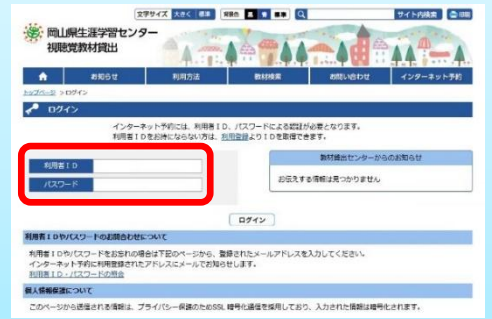 文字サイズ 大きく 標準 背景色 黒 青 標準 サイト内検索 印刷
岡山県生涯学習センター
視聴覚教材貸出
お知らせ 利用方法 教材検索 お問い合わせ インターネット予約
トップページ > ログイン
ログイン
インターネット予約には、利用者ID、パスワードによる認証が必要となります。
利用者IDをお持ちにならない方は、利用登録よりIDを取得できます。
利用者ID
パスワード
教材貸出センターからのお知らせ
お伝えする情報は見つかりません
ログイン
利用者IDやパスワードのお問合わせについて
利用者IDやパスワードをお忘れの場合は下記のページから、登録されたメールアドレスを入力してください。
インターネット予約に利用登録されたアドレスにメールでお知らせします。
利用者ID・パスワードの照会
個人情報保護について
このページから送信される情報は、プライバシー保護のためSSL暗号化通信を採用しており、入力された情報は暗号化されます。